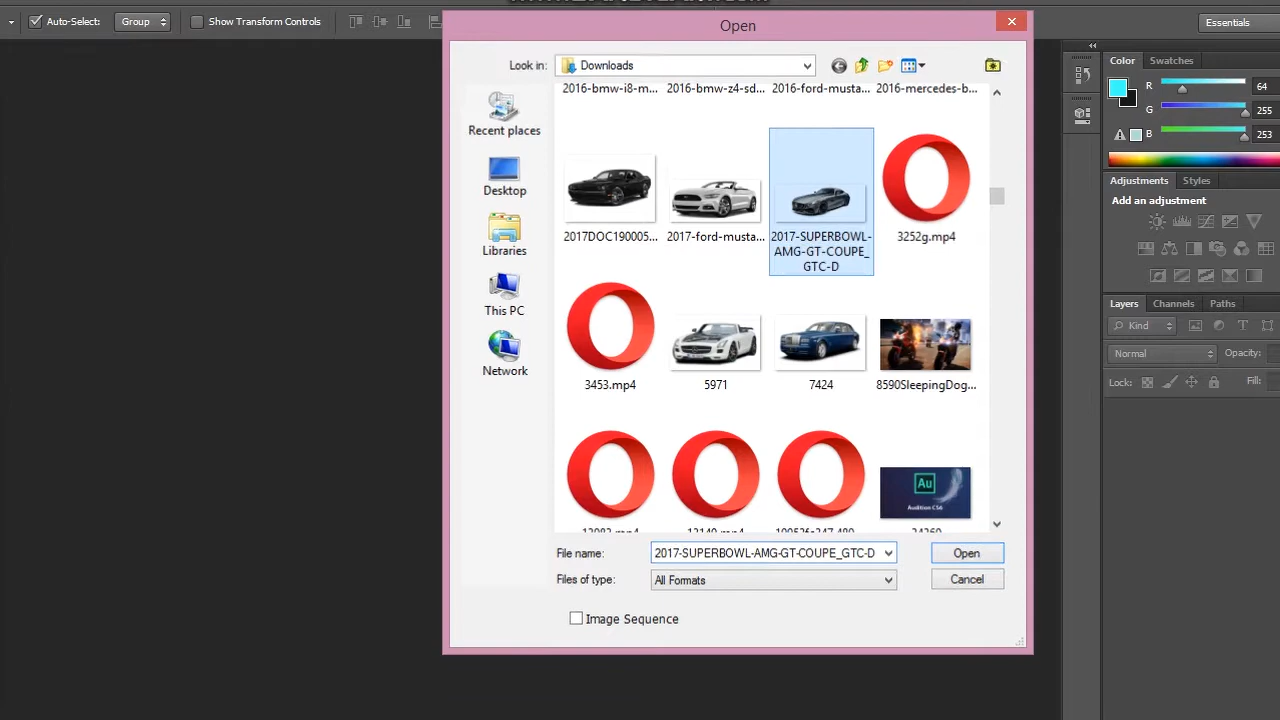 Auto-Select:
Group
Show Transform Controls
Essentials
Open
Look in:
Downloads
Recent places
Desktop
Libraries
This PC
Network
2016-bmw-i8-m...
2016-bmw-z4-sd...
2016-ford-musta...
2016-mercedes-b...
2017DOC190005...
2017-ford-musta...
2017-SUPERBOWL-
AMG-GT-COUPE_
GTC-D
3252g.mp4
3453.mp4
5971
7424
8590SleepingDog...
Au
Audition CS6
File name:
2017-SUPERBOWL-AMG-GT-COUPE_GTC-D
Open
Files of type:
All Formats
Cancel
Image Sequence
Color
Swatches
R
64
G
255
B
253
Adjustments
Styles
Add an adjustment
Layers
Channels
Paths
Kind
Normal
Opacity:
Lock:
Fill: